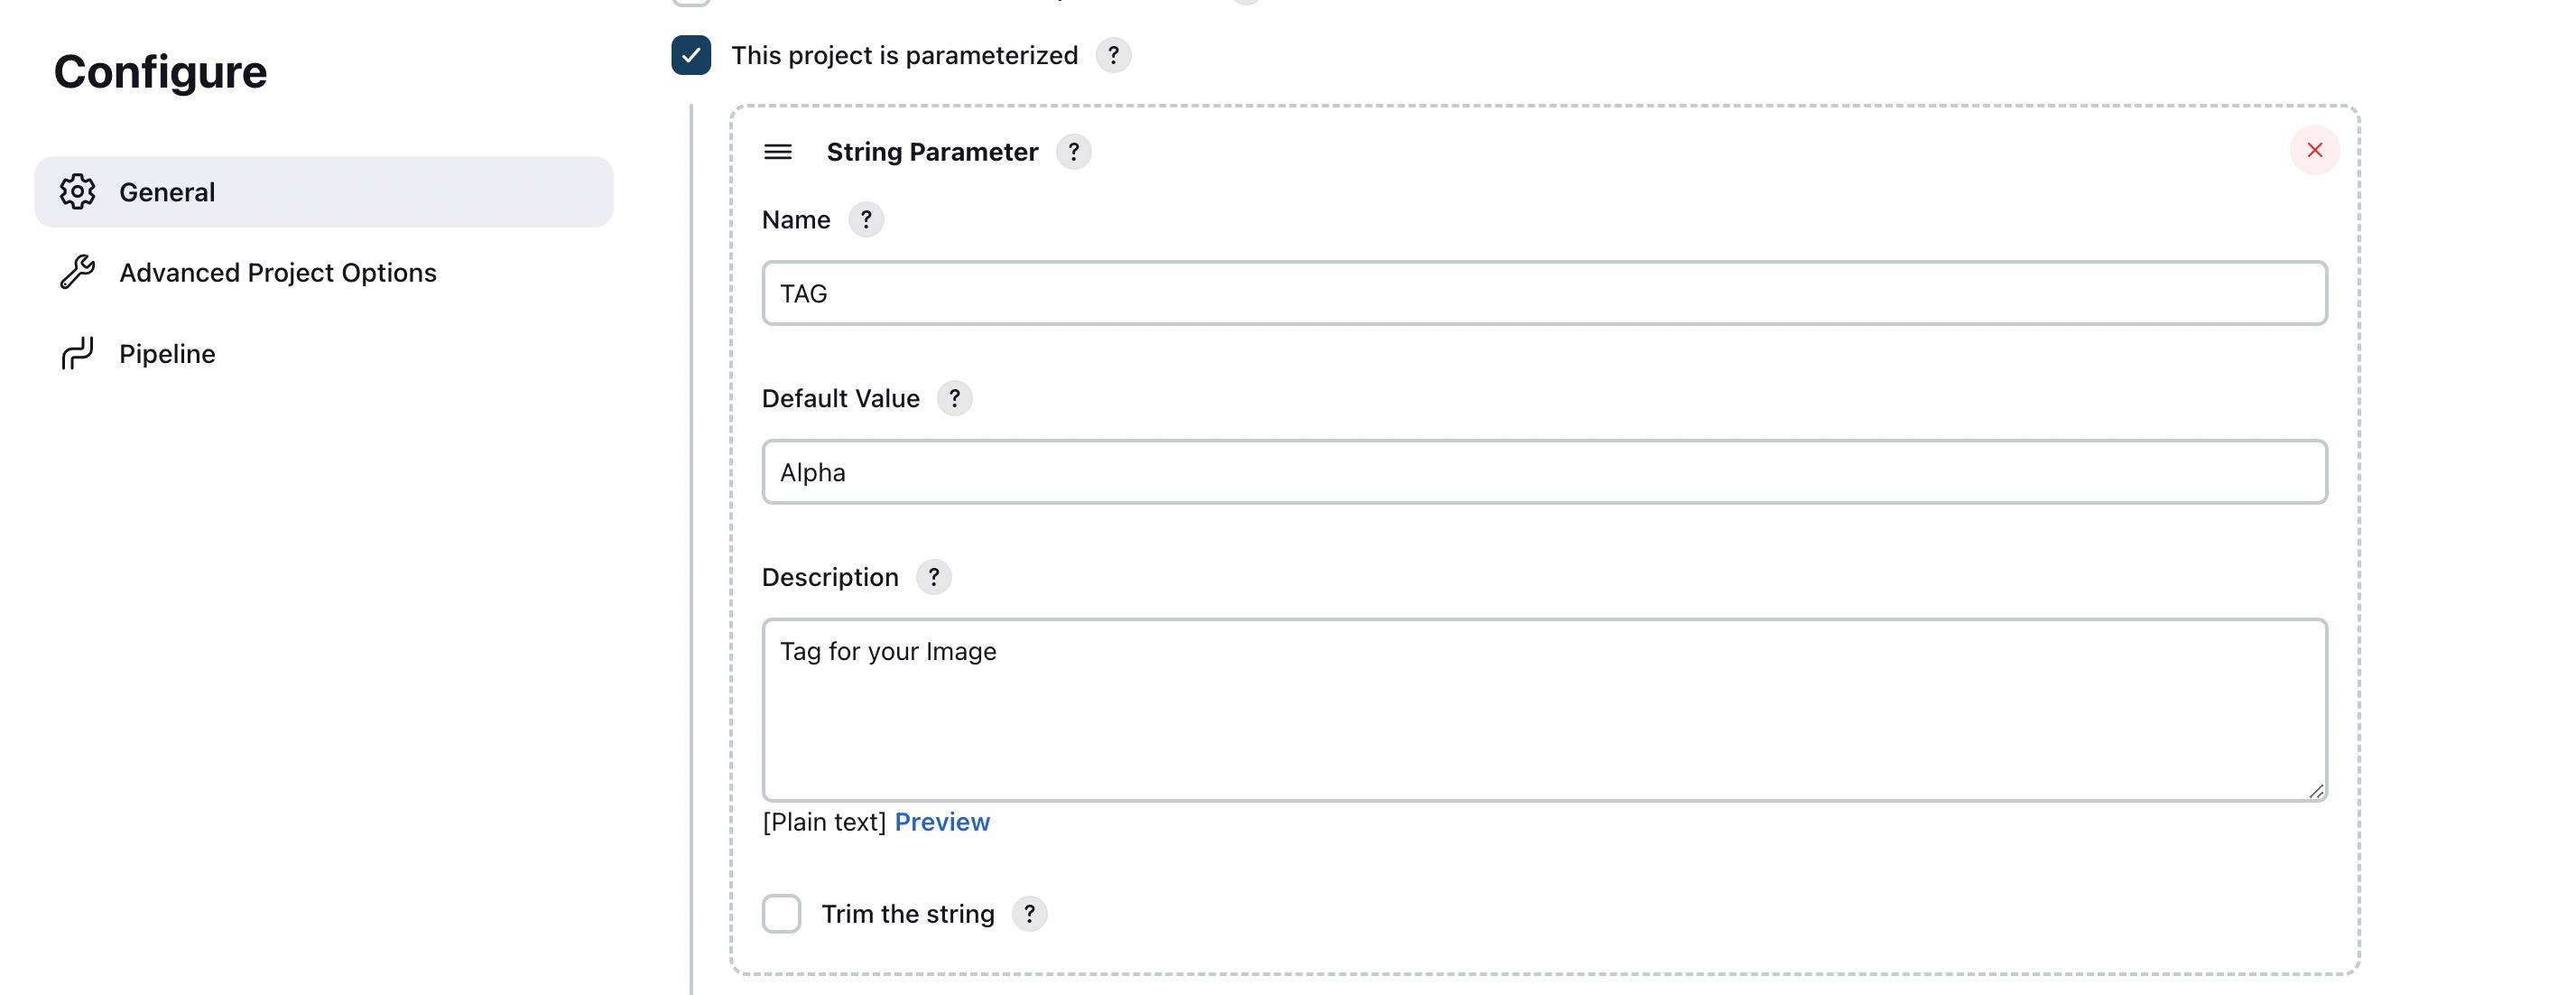 Configure
General
Advanced Project Options
Pipeline
This project is parameterized ?
String Parameter ?
Name ?
TAG
Default Value ?
Alpha
Description ?
Tag for your Image
[Plain text] Preview
Trim the string ?